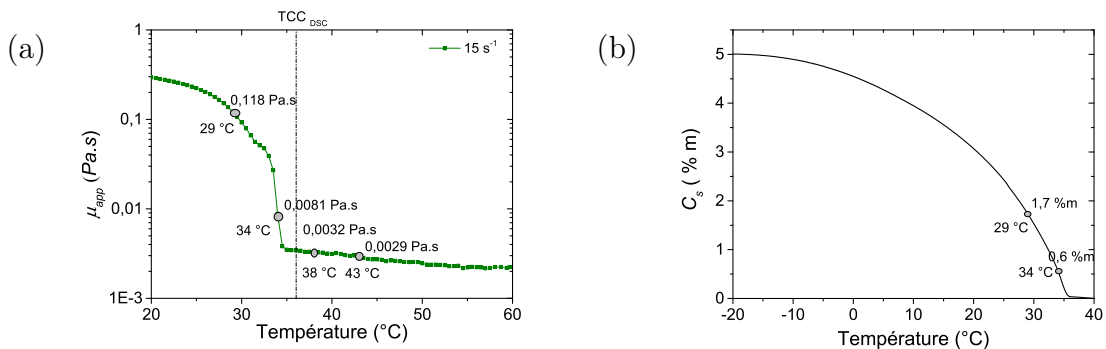 (a)
TCC DSC
15 s⁻¹
0,118 Pa.s
29 °C
0,0081 Pa.s
34 °C
0,0032 Pa.s
0,0029 Pa.s
38 °C
43 °C
1
0,1
0,01
1E-3
μapp (Pa.s)
20 30 40 50 60
Température (°C)
(b)
6
5
4
3
2
1
0
Cs ( % m)
1,7 %m
29 °C
0,6 %m
34 °C
-20 -10 0 10 20 30 40
Température (°C)